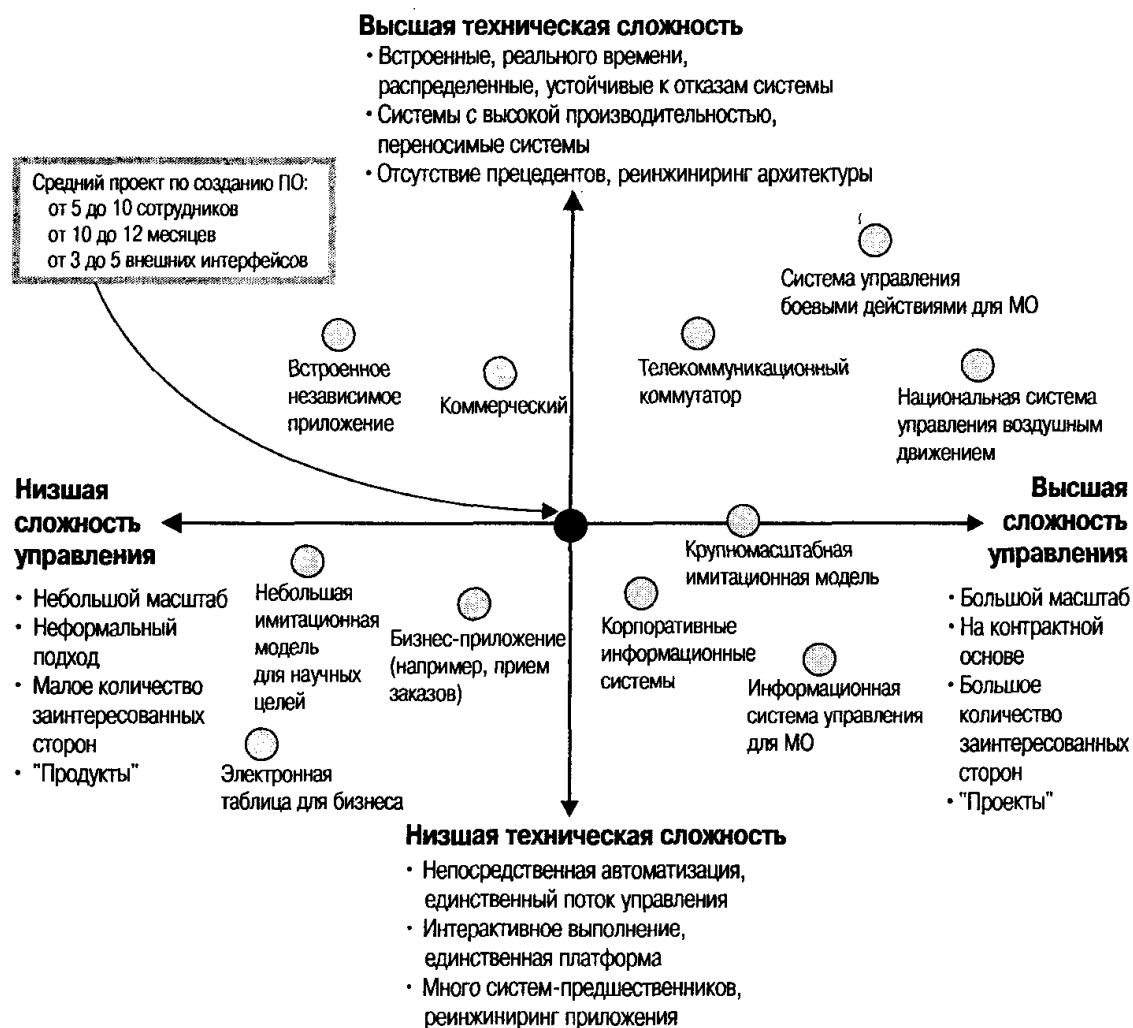 Высшая техническая сложность
· Встроенные, реального времени,
распределенные, устойчивые к отказам системы
· Системы с высокой производительностью,
переносимые системы
· Отсутствие прецедентов, реинжиниринг архитектуры
Средний проект по созданию ПО:
от 5 до 10 сотрудников
от 10 до 12 месяцев
от 3 до 5 внешних интерфейсов
Система управления
боевыми действиями для МО
Встроенное
независимое
приложение
Коммерческий
Телекоммуникационный
коммутатор
Национальная система
управления воздушным
движением
Низшая
сложность
управления
· Небольшой масштаб
· Неформальный
подход
· Малое количество
заинтересованных
сторон
· "Продукты"
Высшая
сложность
управления
· Большой масштаб
· На контрактной
основе
· Большое
количество
заинтересованных
сторон
· "Проекты"
Крупномасштабная
имитационная модель
Небольшая
имитационная
модель
для научных
целей
Бизнес-приложение
(например, прием
заказов)
Корпоративные
информационные
системы
Информационная
система управления
для МО
Электронная
таблица для бизнеса
Низшая техническая сложность
· Непосредственная автоматизация,
единственный поток управления
· Интерактивное выполнение,
единственная платформа
· Много систем-предшественников,
реинжиниринг приложения